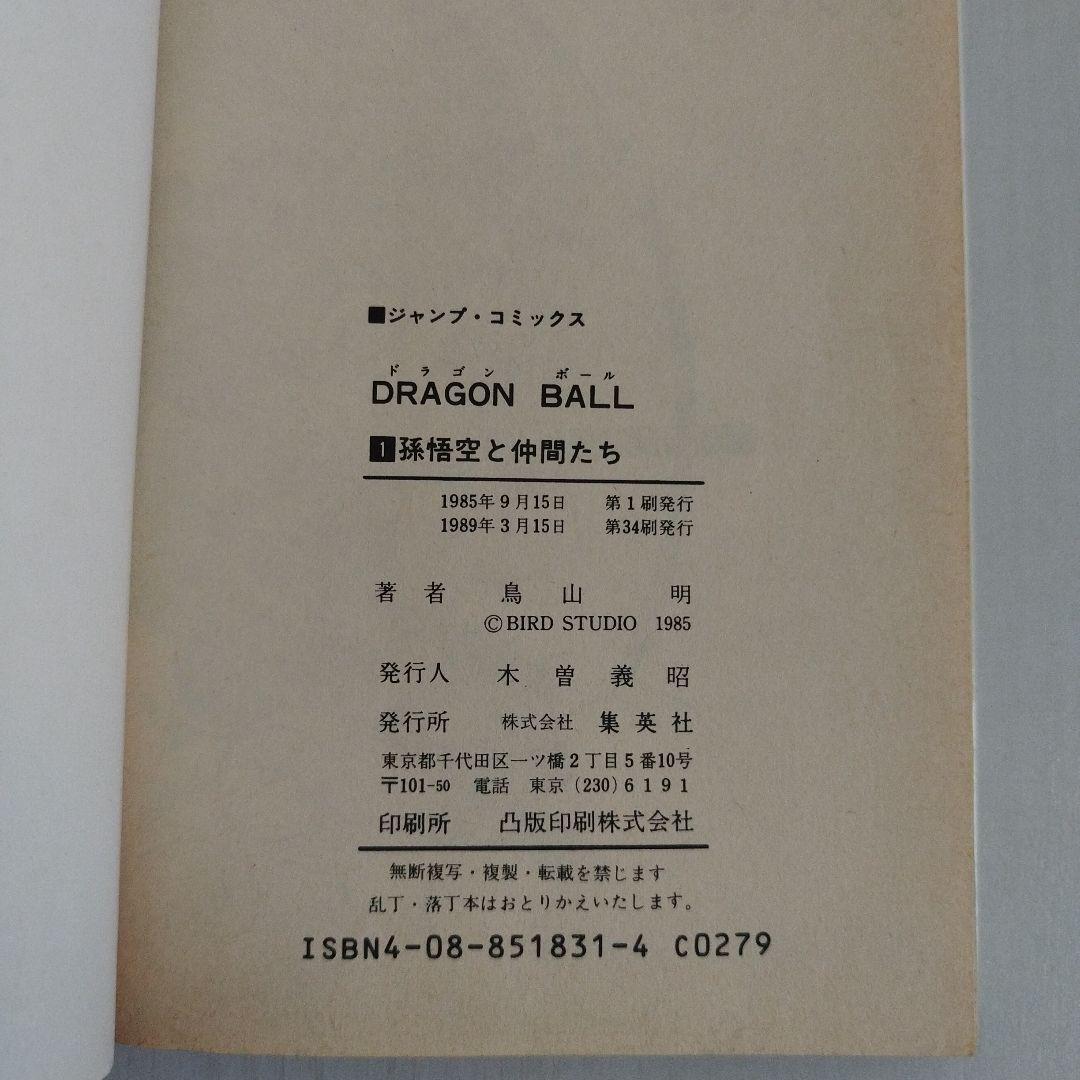 ■ジャンプ・コミックス
ドラゴン ボール
DRAGON BALL
1 孫悟空と仲間たち
1985年9月15日 第1刷発行
1989年3月15日 第34刷発行
著者 鳥山 明
©BIRD STUDIO 1985
発行人 木曽義昭
発行所 株式会社 集英社
東京都千代田区一ツ橋2丁目5番10号
〒101-50 電話 東京(230)6191
印刷所 凸版印刷株式会社
無断複写・複製・転載を禁じます
乱丁・落丁本はおとりかえいたします。
ISBN4-08-851831-4 C0279